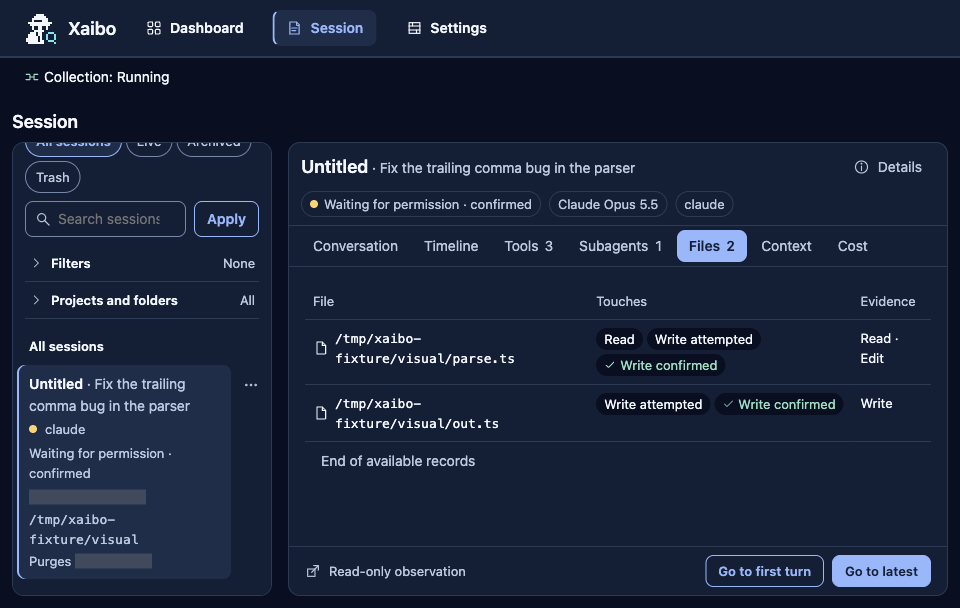 Xaibo
Dashboard
Session
Settings
Collection: Running
Session
All sessions
Live
Archived
Trash
Search sessions
Apply
Filters
None
Projects and folders
All
All sessions
Untitled · Fix the trailing
comma bug in the parser
claude
Waiting for permission ·
confirmed
/tmp/xaibo-
fixture/visual
Purges
Untitled · Fix the trailing comma bug in the parser
Details
Waiting for permission · confirmed
Claude Opus 5.5
claude
Conversation
Timeline
Tools 3
Subagents 1
Files 2
Context
Cost
File
Touches
Evidence
/tmp/xaibo-
fixture/visual/parse.ts
Read
Write attempted
Write confirmed
Read ·
Edit
/tmp/xaibo-
fixture/visual/out.ts
Write attempted
Write confirmed
Write
End of available records
Read-only observation
Go to first turn
Go to latest